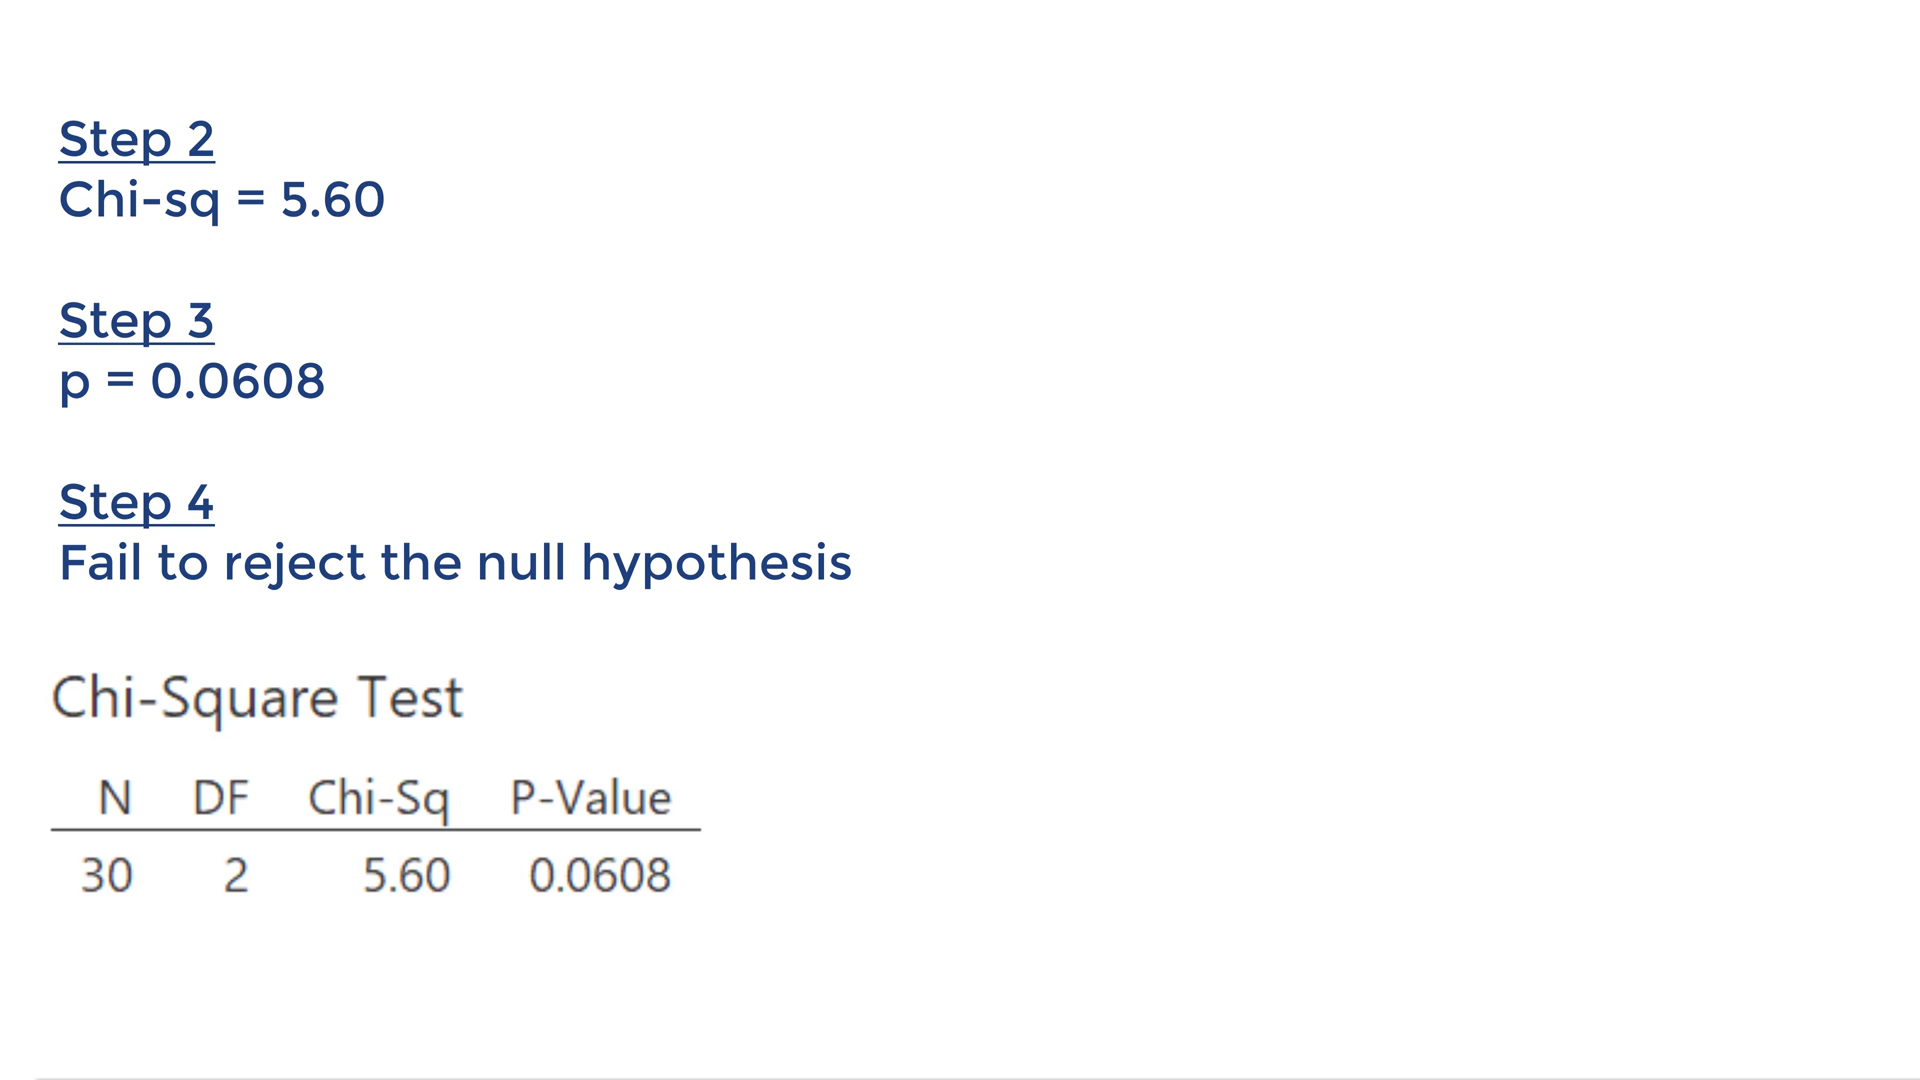 Step 2
Chi-sq = 5.60
Step 3
p = 0.0608
Step 4
Fail to reject the null hypothesis
Chi-Square Test
N DF Chi-Sq P-Value
30 2 5.60 0.0608